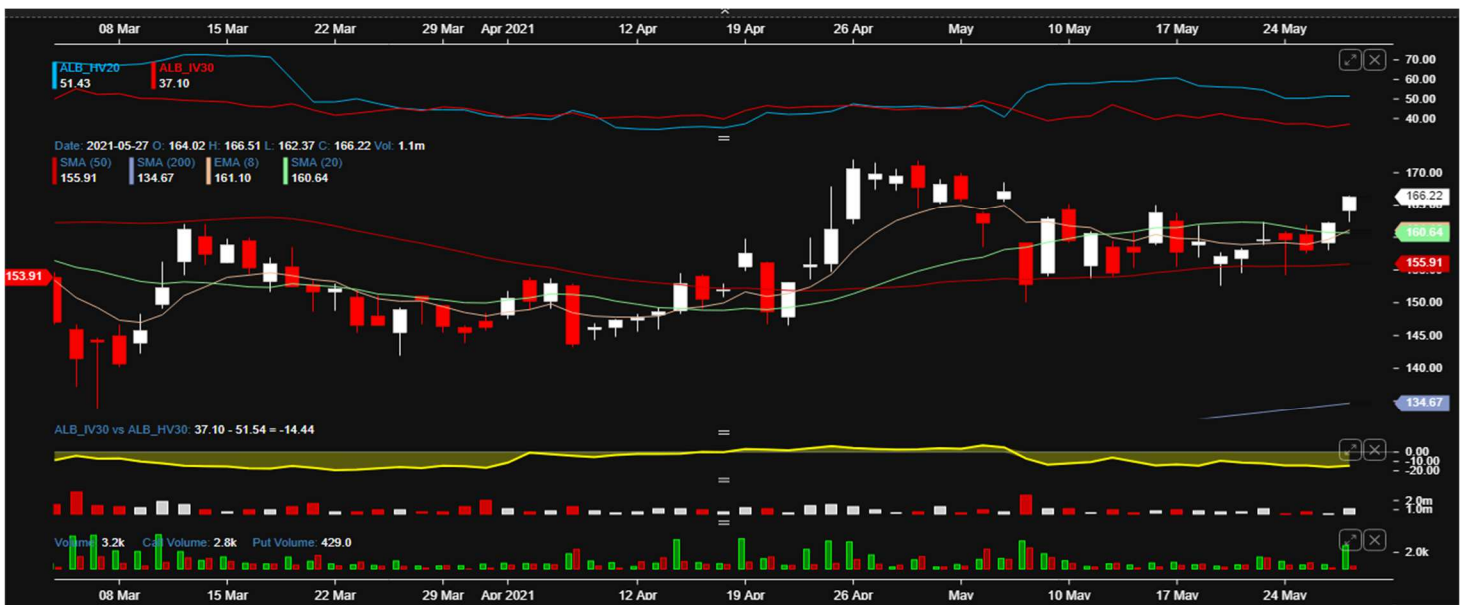 08 Mar 15 Mar 22 Mar 29 Mar Apr 2021 12 Apr 19 Apr 26 Apr May 10 May 17 May 24 May
ALB_HV20 ALB_IV30
51.43 37.10
70.00
60.00
50.00
40.00
Date: 2021-05-27 O: 164.02 H: 166.51 L: 162.37 C: 166.22 Vol: 1.1m
SMA (50) SMA (200) EMA (8) SMA (20)
155.91 134.67 161.10 160.64
170.00
166.22
160.64
155.91
153.91
150.00
145.00
140.00
134.67
ALB_IV30 vs ALB_HV30: 37.10 - 51.54 = -14.44
0.00
-10.00
-20.00
2.0m
1.0m
Volume: 3.2k Call Volume: 2.8k Put Volume: 429.0
2.0k
08 Mar 15 Mar 22 Mar 29 Mar Apr 2021 12 Apr 19 Apr 26 Apr May 10 May 17 May 24 May